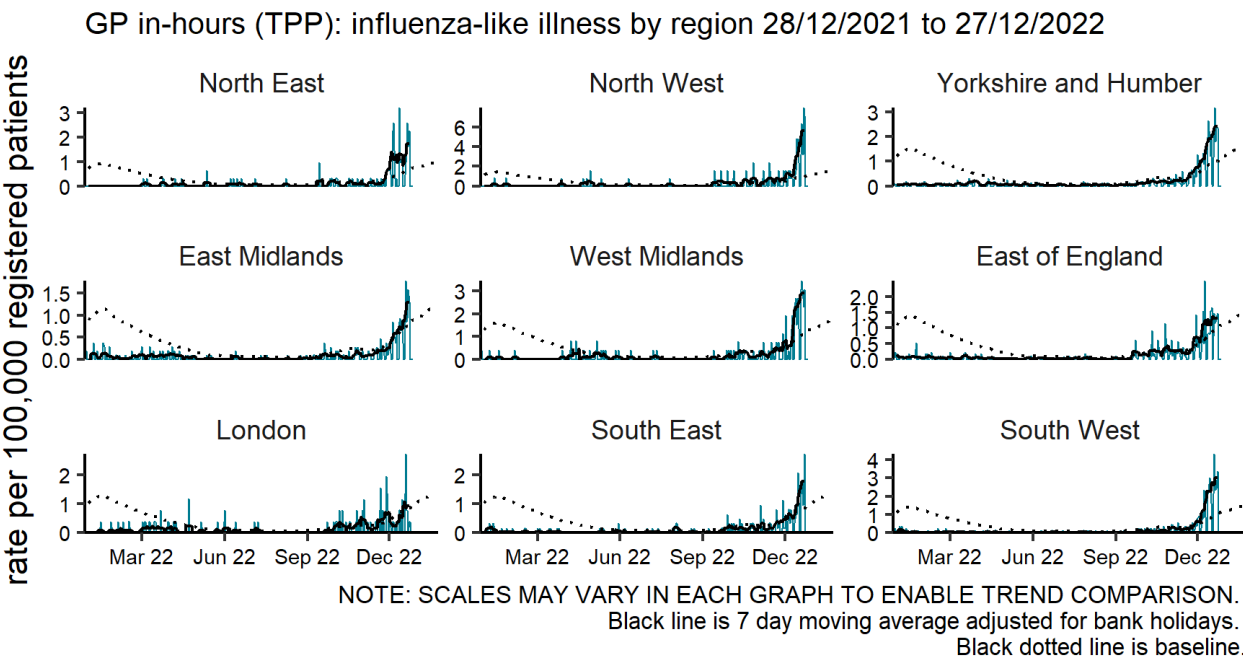 GP in-hours (TPP): influenza-like illness by region 28/12/2021 to 27/12/2022
rate per 100,000 registered patients
North East
3
2
1
0
North West
6
4
2
0
Yorkshire and Humber
3
2
1
0
East Midlands
1.5
1.0
0.5
0.0
West Midlands
3
2
1
0
East of England
2.0
1.5
1.0
0.5
0.0
London
2
1
0
Mar 22 Jun 22 Sep 22 Dec 22
South East
2
1
0
Mar 22 Jun 22 Sep 22 Dec 22
South West
4
3
2
1
0
Mar 22 Jun 22 Sep 22 Dec 22
NOTE: SCALES MAY VARY IN EACH GRAPH TO ENABLE TREND COMPARISON.
Black line is 7 day moving average adjusted for bank holidays.
Black dotted line is baseline.